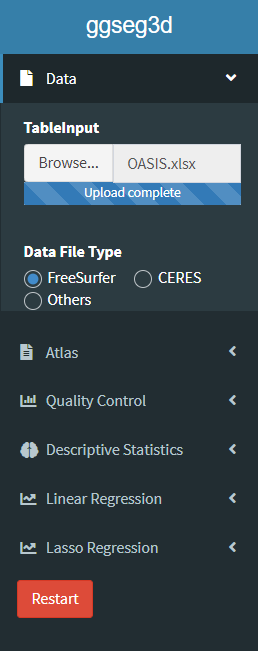 ggseg3d
Data
TableInput
Browse... OASIS.xlsx
Upload complete
Data File Type
FreeSurfer CERES
Others
Atlas
Quality Control
Descriptive Statistics
Linear Regression
Lasso Regression
Restart